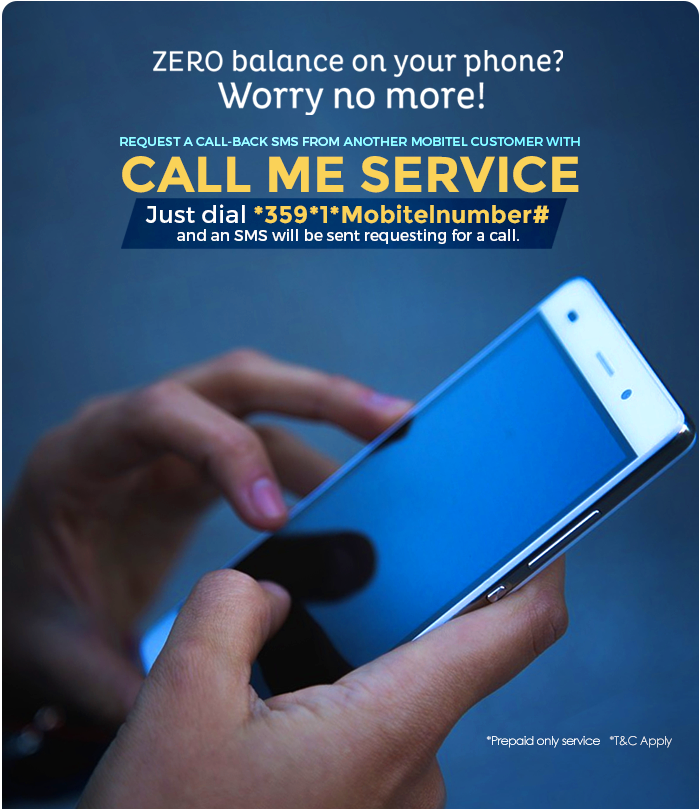 ZERO balance on your phone?
Worry no more!
REQUEST A CALL-BACK SMS FROM ANOTHER MOBITEL CUSTOMER WITH
CALL ME SERVICE
Just dial *359*1*Mobitelnumber#
and an SMS will be sent requesting for a call.
*Prepaid only service *T&C Apply